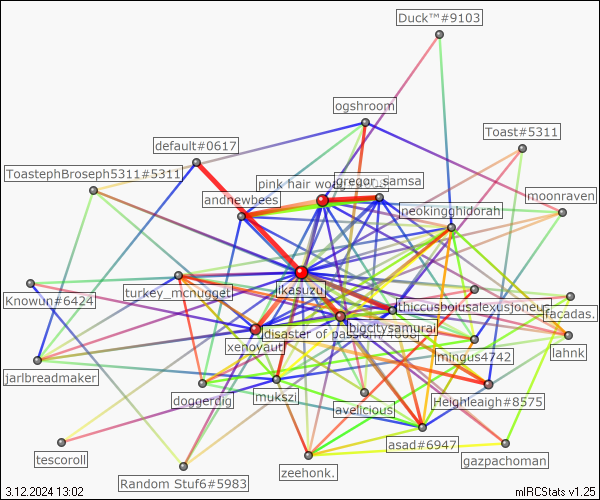 Duck™#9103
ogshroom
Toast#5311
default#0617
ToastephBroseph5311#5311
pink hair
gregor_samsa
andnewbees
moonraven
neokingghidorah
ikasuzu
turkey_mcnugget
Knowun#6424
thiccusboiusalexusjoneur
facadas.
disaster of passion
bigcitysamurai
xenoyaut
mingus4742
lahnk
jarlbreadmaker
doggerdig
mukszi
avelicious
Heighleaigh#8575
asad#6947
tescoroll
Random Stuf6#5983
zeehonk.
gazpachoman
3.12.2024 13:02
mIRCStats v1.25